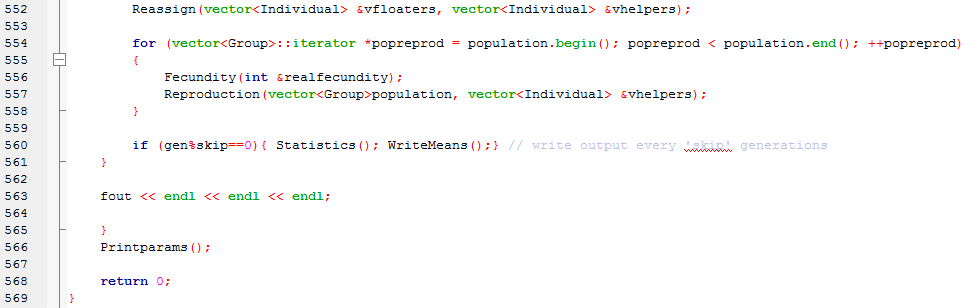 552 Reassign(vector<Individual> &vfloaters, vector<Individual> &vhelpers);
553
554 for (vector<Group>::iterator *popreprod = population.begin(); popreprod < population.end(); ++popreprod)
555 {
556 Fecundity(int &realfecundity);
557 Reproduction(vector<Group>population, vector<Individual> &vhelpers);
558 }
559
560 if (gen%skip==0){ Statistics(); WriteMeans();} // write output every 'skip' generations
561 }
562
563 fout << endl << endl << endl;
564
565 }
566 Printparams();
567
568 return 0;
569 }